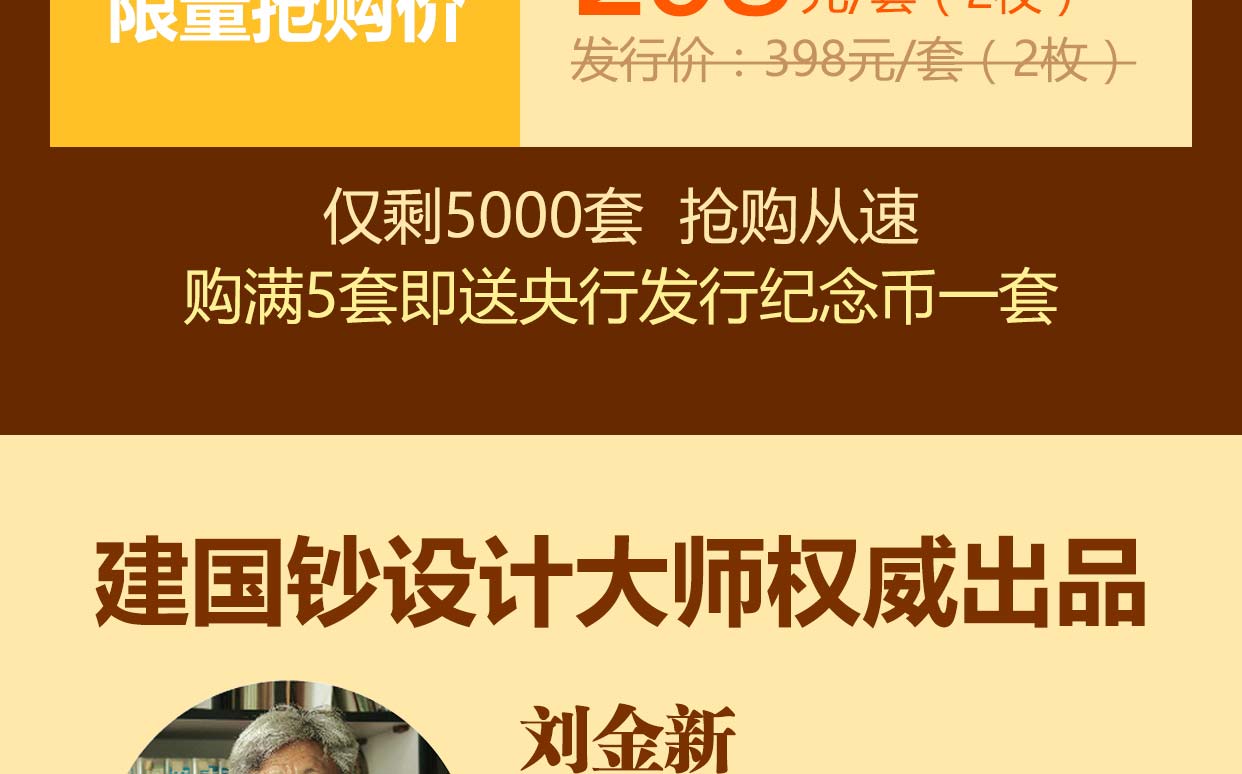 限量抢购价
元/套（2枚）
发行价：398元/套（2枚）
仅剩5000套 抢购从速
购满5套即送央行发行纪念币一套
建国钞设计大师权威出品
刘金新